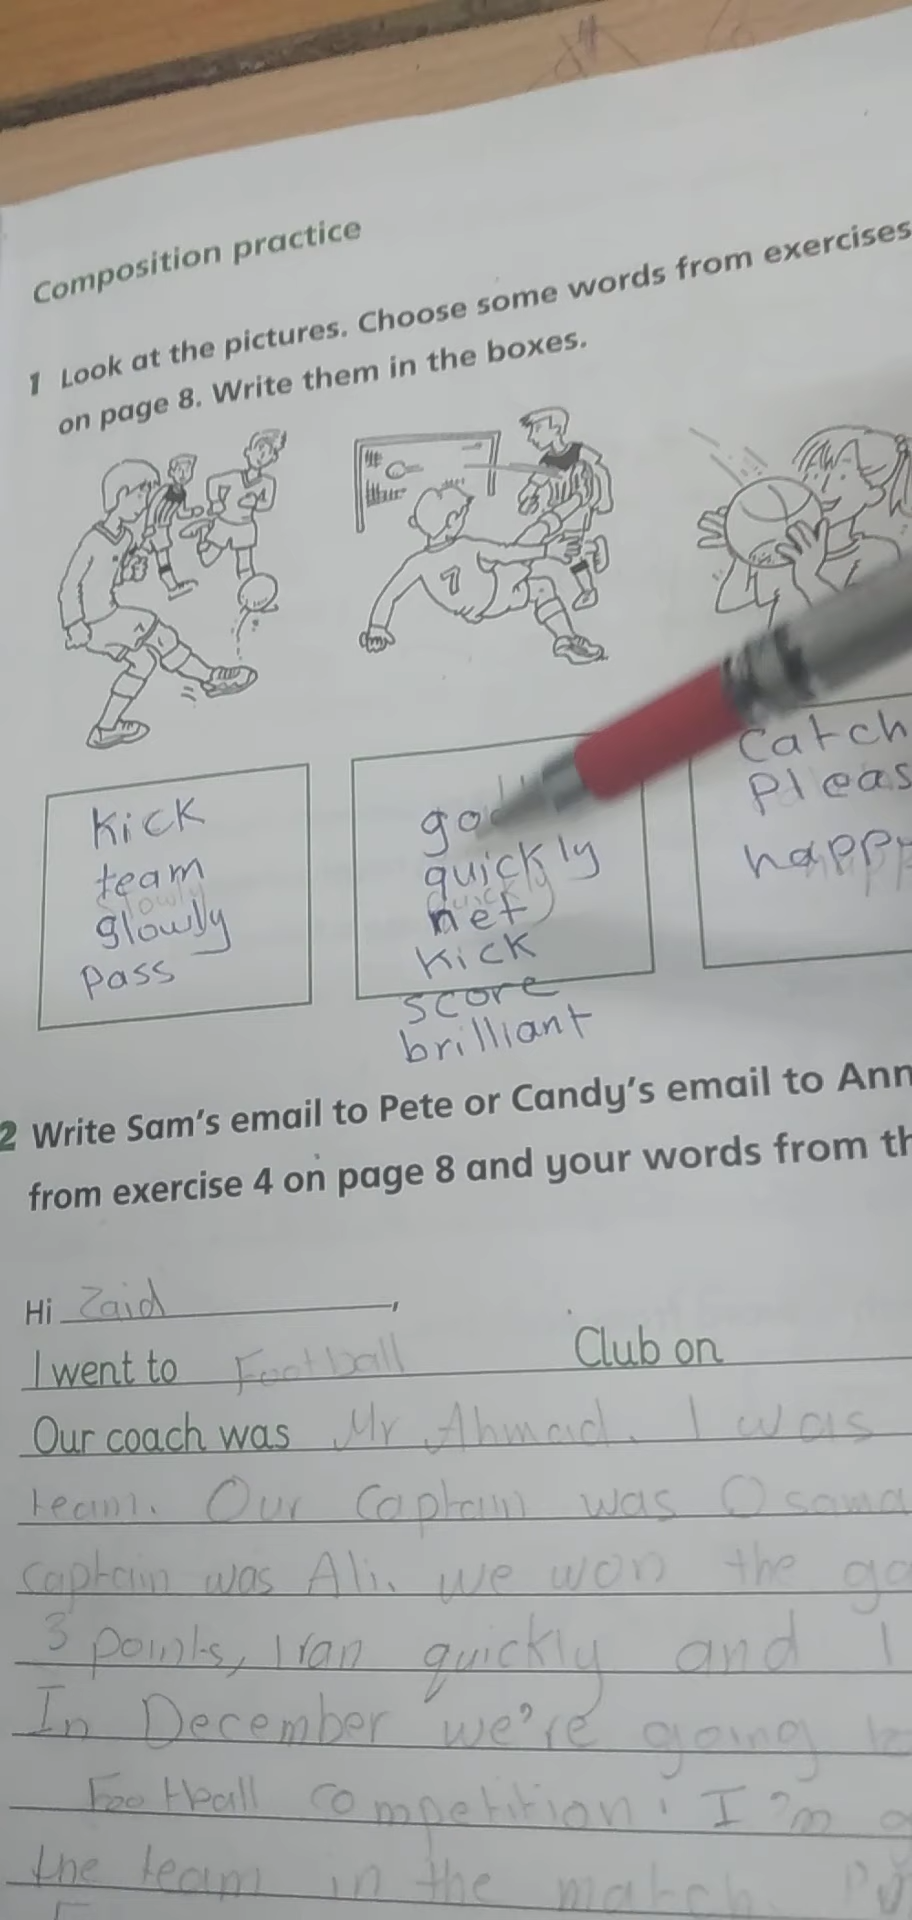 Composition practice
1 Look at the pictures. Choose some words from exercises
on page 8. Write them in the boxes.
Kick
team
glowly
Pass
quickly
net
Kick
score
brilliant
Catch
Pleas
happy
2 Write Sam's email to Pete or Candy's email to Ann
from exercise 4 on page 8 and your words from th
Hi Zaid,
I went to Football Club on
Our coach was Mr Ahmad. I was
team. Our Captain was Osama
captain was Ali. we won the ga
3 points, I ran quickly and I
In December we're going to
Football competition. I'm g
the team in the match.